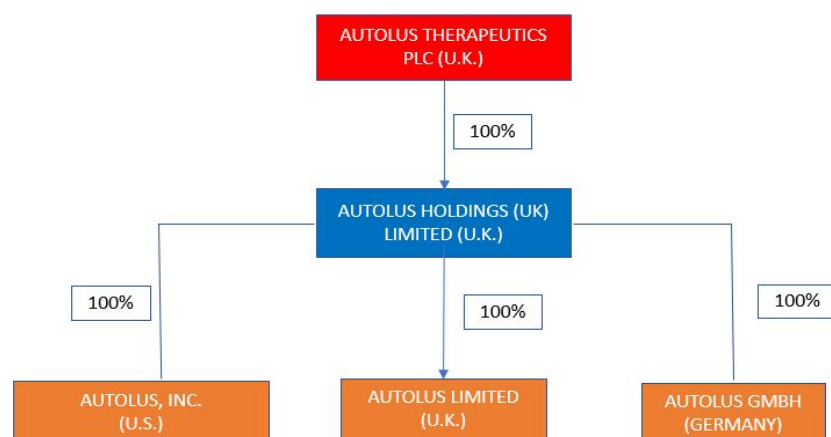 AUTOLUS THERAPEUTICS
PLC (U.K.)
100%
AUTOLUS HOLDINGS (UK)
LIMITED (U.K.)
100%
100%
100%
AUTOLUS, INC.
(U.S.)
AUTOLUS LIMITED
(U.K.)
AUTOLUS GMBH
(GERMANY)